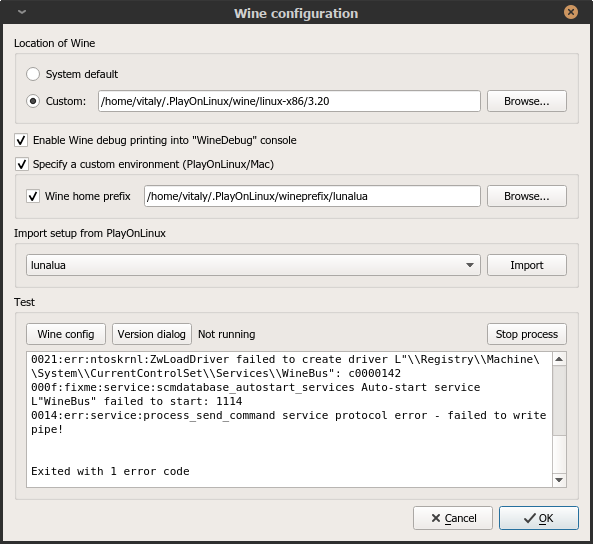 Wine configuration
Location of Wine
System default
Custom: /home/vitaly/.PlayOnLinux/wine/linux-x86/3.20 Browse...
Enable Wine debug printing into "WineDebug" console
Specify a custom environment (PlayOnLinux/Mac)
Wine home prefix /home/vitaly/.PlayOnLinux/wineprefix/lunalua Browse...
Import setup from PlayOnLinux
lunalua Import
Test
Wine config Version dialog Not running Stop process
0021:err:ntoskrnl:ZwLoadDriver failed to create driver L"\\Registry\\Machine\
\System\\CurrentControlSet\\Services\\WineBus": c0000142
000f:fixme:service:scmdatabase_autostart_services Auto-start service
L"WineBus" failed to start: 1114
0014:err:service:process_send_command service protocol error - failed to write
pipe!
Exited with 1 error code
Cancel OK